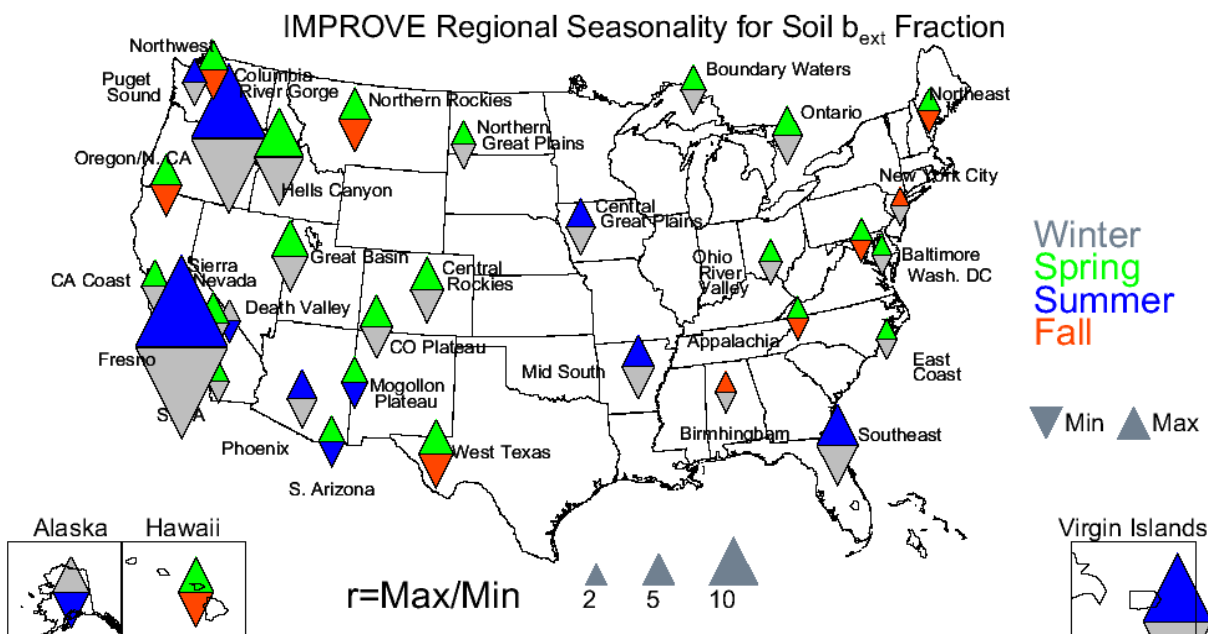 IMPROVE Regional Seasonality for Soil bext Fraction
Northwest
Puget
Sound
Columbia
River Gorge
Northern Rockies
Northern
Great Plains
Boundary Waters
Ontario
Northeast
Oregon/N. CA
Hells Canyon
New York City
Central
Great Plains
Great Basin
Central
Rockies
Ohio
River
Valley
Baltimore
Wash. DC
CA Coast
Sierra
Nevada
Death Valley
CO Plateau
Appalachia
East
Coast
Fresno
Mid South
Mogollon
Plateau
Birmhingham
Southeast
Phoenix
West Texas
S. Arizona
Winter
Spring
Summer
Fall
Min
Max
Alaska
Hawaii
Virgin Islands
r=Max/Min
2
5
10